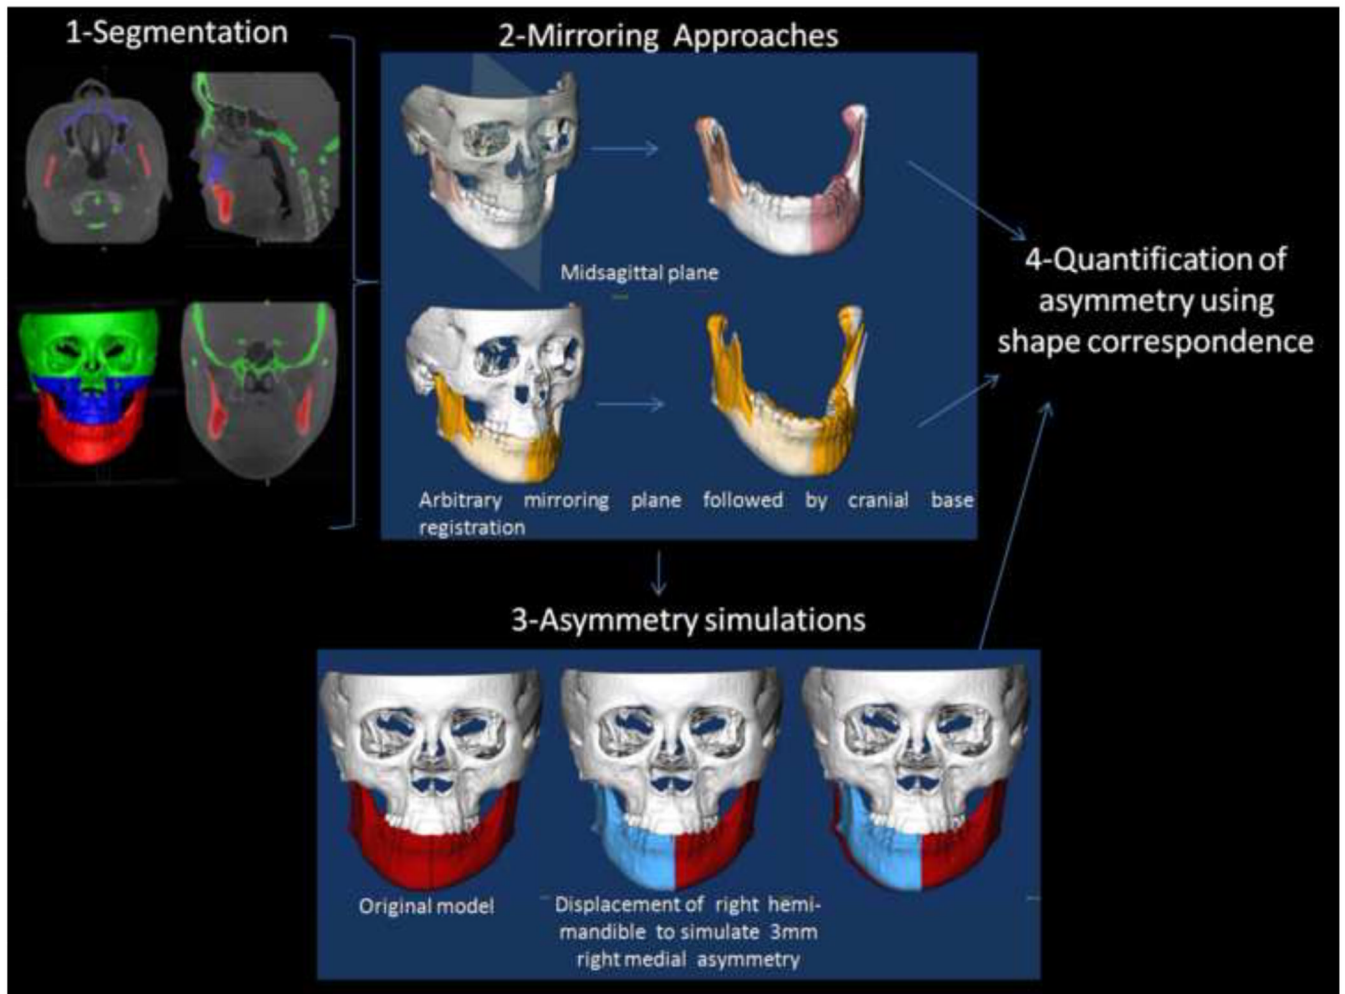 1-Segmentation
2-Mirroring Approaches
Midsagittal plane
Arbitrary mirroring plane followed by cranial base
registration
4-Quantification of
asymmetry using
shape correspondence
3-Asymmetry simulations
Original model
Displacement of right hemi-
mandible to simulate 3mm
right medial asymmetry